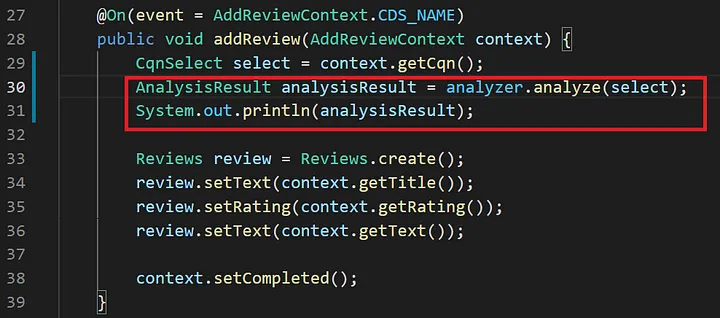 27 @On(event = AddReviewContext.CDS_NAME)
28 public void addReview(AddReviewContext context) {
29 CqnSelect select = context.getCqn();
30 AnalysisResult analysisResult = analyzer.analyze(select);
31 System.out.println(analysisResult);
32
33 Reviews review = Reviews.create();
34 review.setText(context.getTitle());
35 review.setRating(context.getRating());
36 review.setText(context.getText());
37
38 context.setCompleted();
39 }